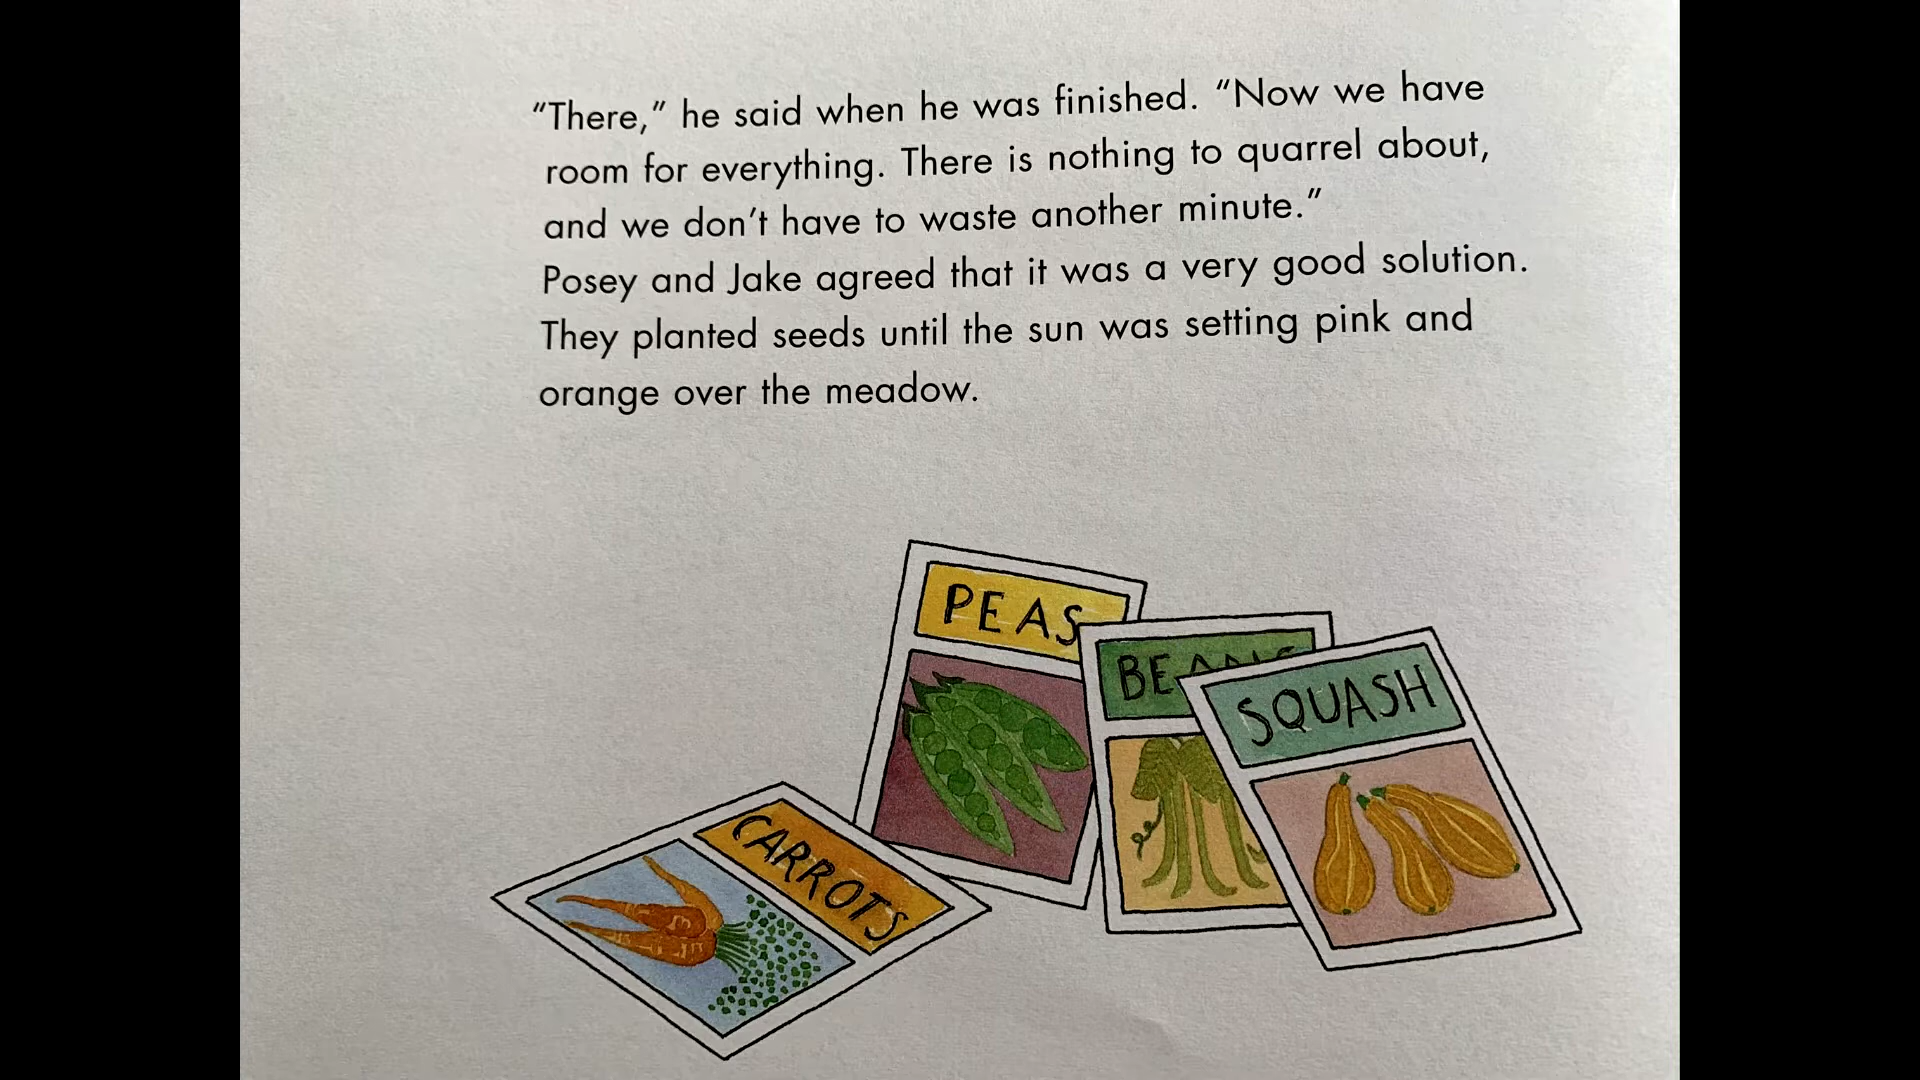 “There,” he said when he was finished. “Now we have
room for everything. There is nothing to quarrel about,
and we don’t have to waste another minute.”
Posey and Jake agreed that it was a very good solution.
They planted seeds until the sun was setting pink and
orange over the meadow.
PEAS
BEANS
SQUASH
CARROTS